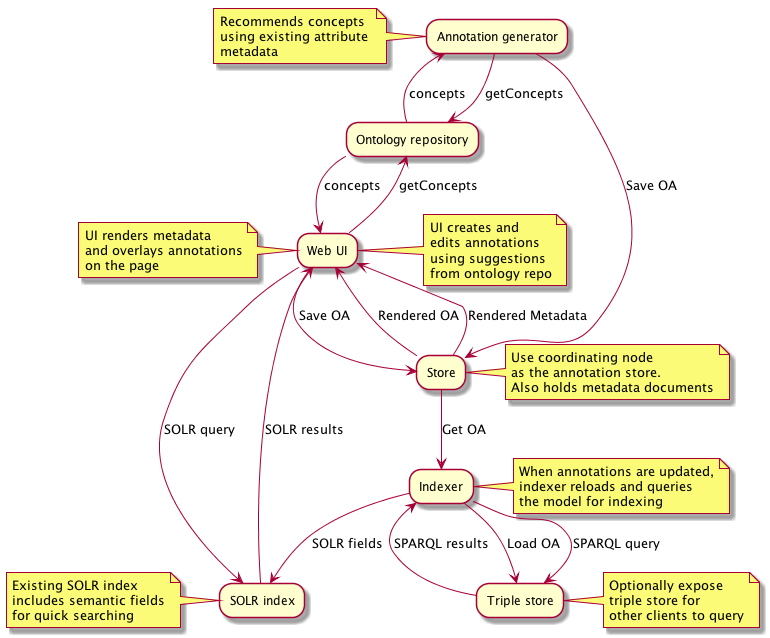 Recommends concepts
using existing attribute
metadata
Annotation generator
concepts
getConcepts
Ontology repository
Save OA
concepts
getConcepts
UI renders metadata
and overlays annotations
on the page
Web UI
UI creates and
edits annotations
using suggestions
from ontology repo
Save OA
Rendered OA
Rendered Metadata
Store
Use coordinating node
as the annotation store.
Also holds metadata documents
SOLR query
SOLR results
Get OA
Indexer
When annotations are updated,
indexer reloads and queries
the model for indexing
SOLR fields
SPARQL results
Load OA
SPARQL query
Existing SOLR index
includes semantic fields
for quick searching
SOLR index
Triple store
Optionally expose
triple store for
other clients to query